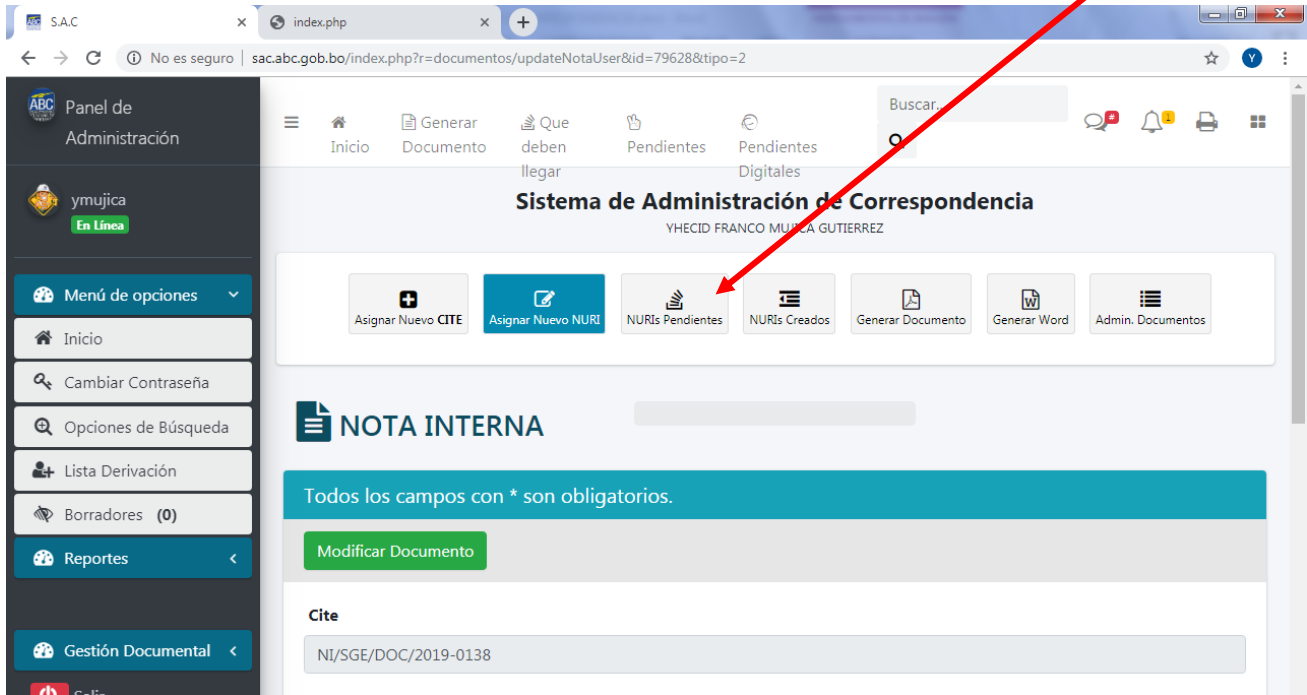 S.A.C
index.php
No es seguro | sac.abc.gob.bo/index.php?r=documentos/updateNotaUser&id=79628&tipo=2
ABC
Panel de
Administración
ymujica
En Línea
Menú de opciones
Inicio
Cambiar Contraseña
Opciones de Búsqueda
Lista Derivación
Borradores (0)
Reportes
Gestión Documental
Salir
Inicio
Generar
Documento
Que
deben
llegar
Pendientes
Pendientes
Digitales
Buscar...
#
1
Y
Sistema de Administración de Correspondencia
YHECID FRANCO MUJICA GUTIERREZ
Asignar Nuevo CITE
Asignar Nuevo NURI
NURIs Pendientes
NURIs Creados
Generar Documento
Generar Word
Admin. Documentos
NOTA INTERNA
Todos los campos con * son obligatorios.
Modificar Documento
Cite
NI/SGE/DOC/2019-0138